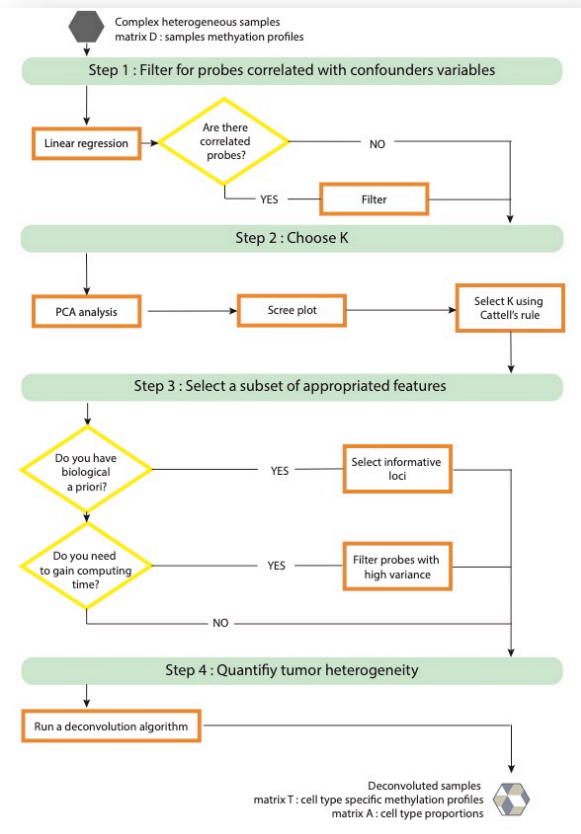 Complex heterogeneous samples
matrix D : samples methyation profiles
Step 1 : Filter for probes correlated with confounders variables
Linear regression
Are there
correlated
probes?
NO
YES
Filter
Step 2 : Choose K
PCA analysis
Scree plot
Select K using
Cattell's rule
Step 3 : Select a subset of appropriated features
Do you have
biological
a priori?
YES
Select informative
loci
Do you need
to gain computing
time?
YES
Filter probes with
high variance
NO
Step 4 : Quantifiy tumor heterogeneity
Run a deconvolution algorithm
Deconvoluted samples
matrix T : cell type specific methylation profiles
matrix A : cell type proportions